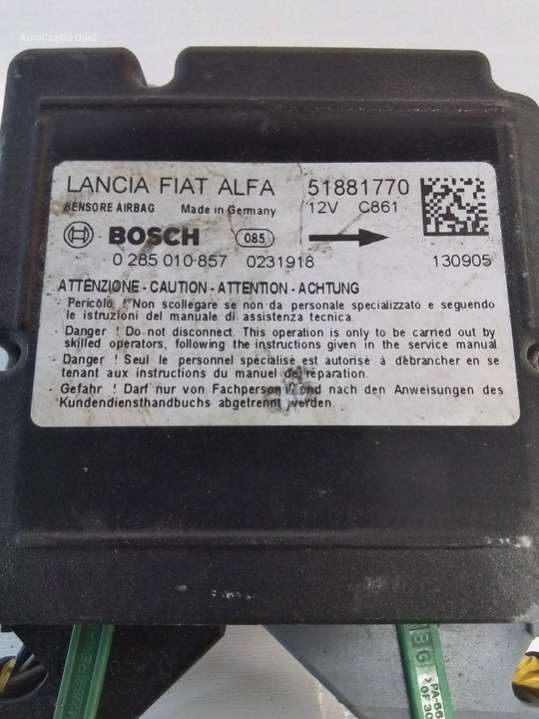 AutoCzescio Opel
LANCIA FIAT ALFA 51881770
SENSORE AIRBAG Made in Germany 12V C861
BOSCH 085
0 285 010 857 0231918 130905
ATTENZIONE - CAUTION - ATTENTION - ACHTUNG
- Pericolo ! Non scollegare se non da personale specializzato e seguendo
le istruzioni del manuale di assistenza tecnica.
- Danger ! Do not disconnect. This operation is only to be carried out by
skilled operators, following the instructions given in the service manual
- Danger ! Seul le personnel spécialisé est autorisé à débrancher en se
tenant aux instructions du manuel de réparation.
- Gefahr ! Darf nur von Fachpersonal und nach den Anweisungen des
Kundendiensthandbuchs abgetrennt werden.
PA-66